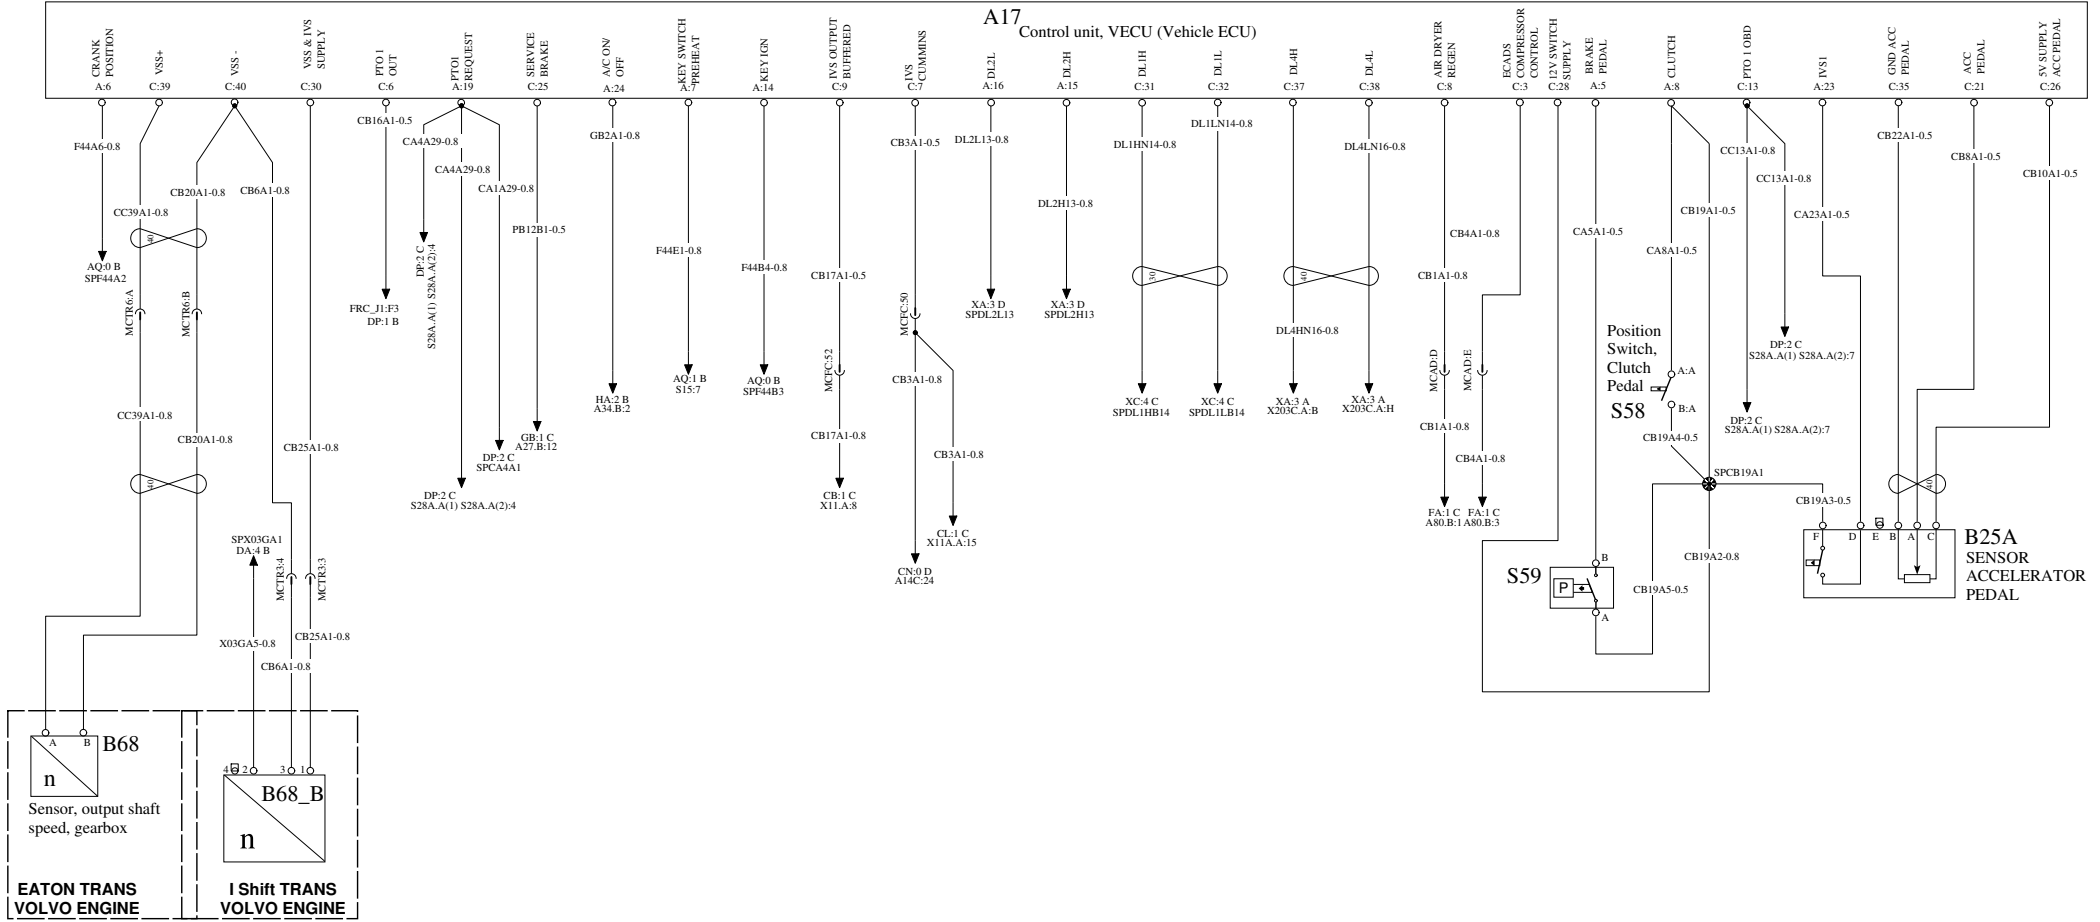 A17
Control unit, VECU (Vehicle ECU)
CRANK
POSITION
A:6
VSS+
C:39
VSS -
C:40
VSS & IVS
SUPPLY
C:30
PTO 1
OUT
C:6
PTO1
REQUEST
A:19
SERVICE
BRAKE
C:25
A/C ON/
OFF
A:24
KEY SWITCH
PREHEAT
A:7
KEY IGN
A:14
IVS OUTPUT
BUFFERED
C:9
IVS
CUMMINS
C:7
DL2L
A:16
DL2H
A:15
DL1H
C:31
DL1L
C:32
DL4H
C:37
DL4L
C:38
AIR DRYER
REGEN
C:8
ECADS
COMPRESSOR
CONTROL
C:3
12V SWITCH
SUPPLY
C:28
BRAKE
PEDAL
A:5
CLUTCH
A:8
PTO 1 OBD
C:13
IVS1
A:23
GND ACC
PEDAL
C:35
ACC
PEDAL
C:21
5V SUPPLY
ACC PEDAL
C:26
F44A6-0.8
AQ:0 B
SPF44A2
CC39A1-0.8
40
MCTR6:A
CC39A1-0.8
40
CB20A1-0.8
MCTR6:B
CB20A1-0.8
CB6A1-0.8
SPX03GA1
DA:4 B
X03GA5-0.8
MCTR3:4
CB6A1-0.8
CB25A1-0.8
MCTR3:3
CB25A1-0.8
CB16A1-0.5
FRC_J1:F3
DP:1 B
CA4A29-0.8
DP:2 C
S28A.A(1) S28A.A(2):4
CA4A29-0.8
DP:2 C
S28A.A(1) S28A.A(2):4
CA1A29-0.8
DP:2 C
SPCA4A1
PB12B1-0.5
GB:1 C
A27.B:12
GB2A1-0.8
HA:2 B
A34.B:2
F44E1-0.8
AQ:1 B
S15:7
F44B4-0.8
AQ:0 B
SPF44B3
CB17A1-0.5
MCFC:52
CB17A1-0.8
CB:1 C
X11.A:8
CB3A1-0.5
MCFC:50
CB3A1-0.8
CN:0 D
A14C:24
CB3A1-0.8
CL:1 C
X11A.A:15
DL2L13-0.8
XA:3 D
SPDL2L13
DL2H13-0.8
XA:3 D
SPDL2H13
DL1HN14-0.8
30
XC:4 C
SPDL1HB14
DL1LN14-0.8
XC:4 C
SPDL1LB14
40
DL4HN16-0.8
XA:3 A
X203C.A:B
DL4LN16-0.8
XA:3 A
X203C.A:H
CB1A1-0.8
MCAD:D
CB1A1-0.8
FA:1 C
A80.B:1
CB4A1-0.8
MCAD:E
CB4A1-0.8
FA:1 C
A80.B:3
CA5A1-0.5
S59
B
P
A
CB19A5-0.5
CA8A1-0.5
Position
Switch,
Clutch
Pedal
S58
A:A
B:A
CB19A4-0.5
CB19A1-0.5
SPCB19A1
CB19A2-0.8
CC13A1-0.8
DP:2 C
S28A.A(1) S28A.A(2):7
CC13A1-0.8
DP:2 C
S28A.A(1) S28A.A(2):7
CA23A1-0.5
CB19A3-0.5
CB22A1-0.5
CB8A1-0.5
CB10A1-0.5
40
F D E B A C
B25A
SENSOR
ACCELERATOR
PEDAL
A B
B68
n
Sensor, output shaft
speed, gearbox
EATON TRANS
VOLVO ENGINE
4 2 3 1
B68_B
n
I Shift TRANS
VOLVO ENGINE